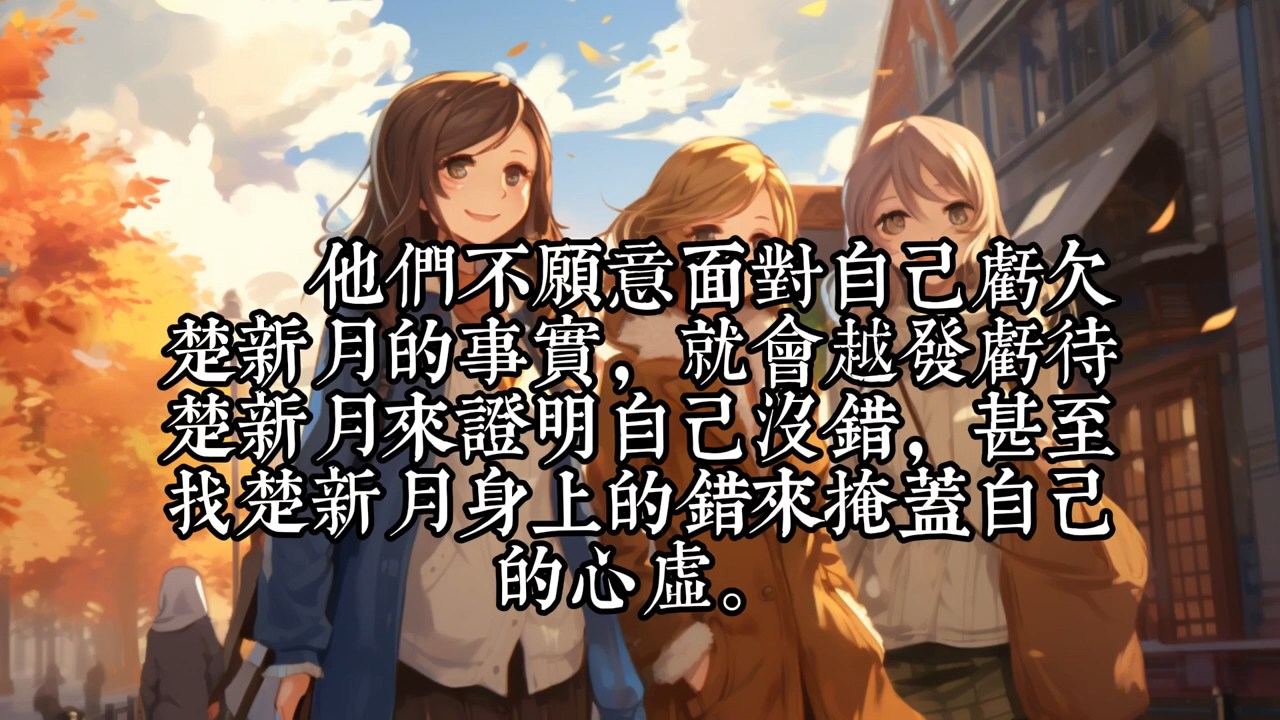 他們不願意面對自己虧欠
楚新月的事實，就會越發虧待
楚新月來證明自己沒錯，甚至
找楚新月身上的錯來掩蓋自己
的心虛。